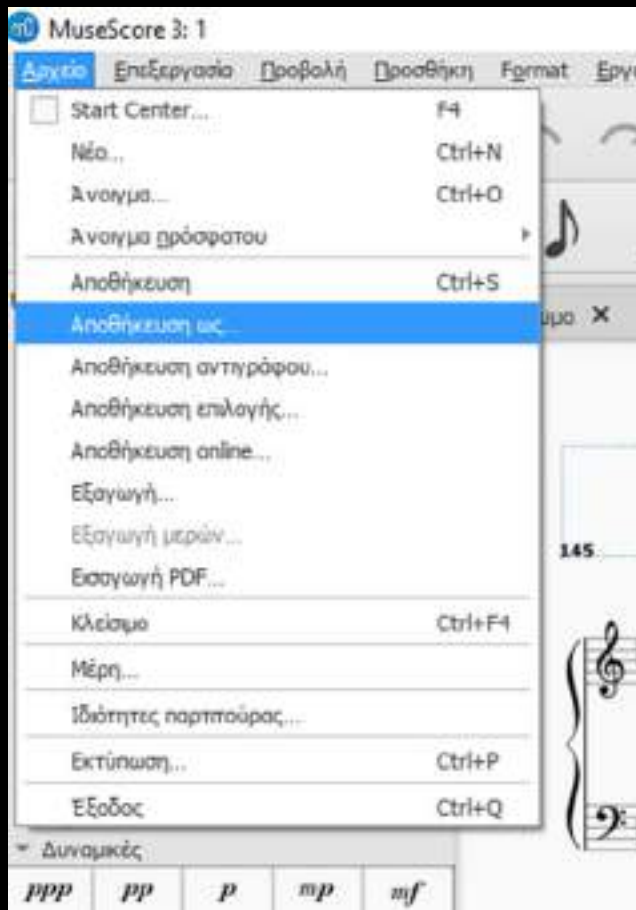 MuseScore 3: 1
Αρχείο Επεξεργασία Προβολή Προσθήκη Format
Start Center... F4
Νέο... Ctrl+N
Άνοιγμα... Ctrl+O
Άνοιγμα πρόσφατου
Αποθήκευση Ctrl+S
Αποθήκευση ως...
Αποθήκευση αντιγράφου...
Αποθήκευση επιλογής...
Αποθήκευση online...
Εξαγωγή...
Εξαγωγή μερών...
Εισαγωγή PDF...
145
Κλείσιμο Ctrl+F4
Μέρη...
Ιδιότητες παρτιτούρας...
Εκτύπωση... Ctrl+P
Έξοδος Ctrl+Q
Δυναμικές
ppp pp p mp mf